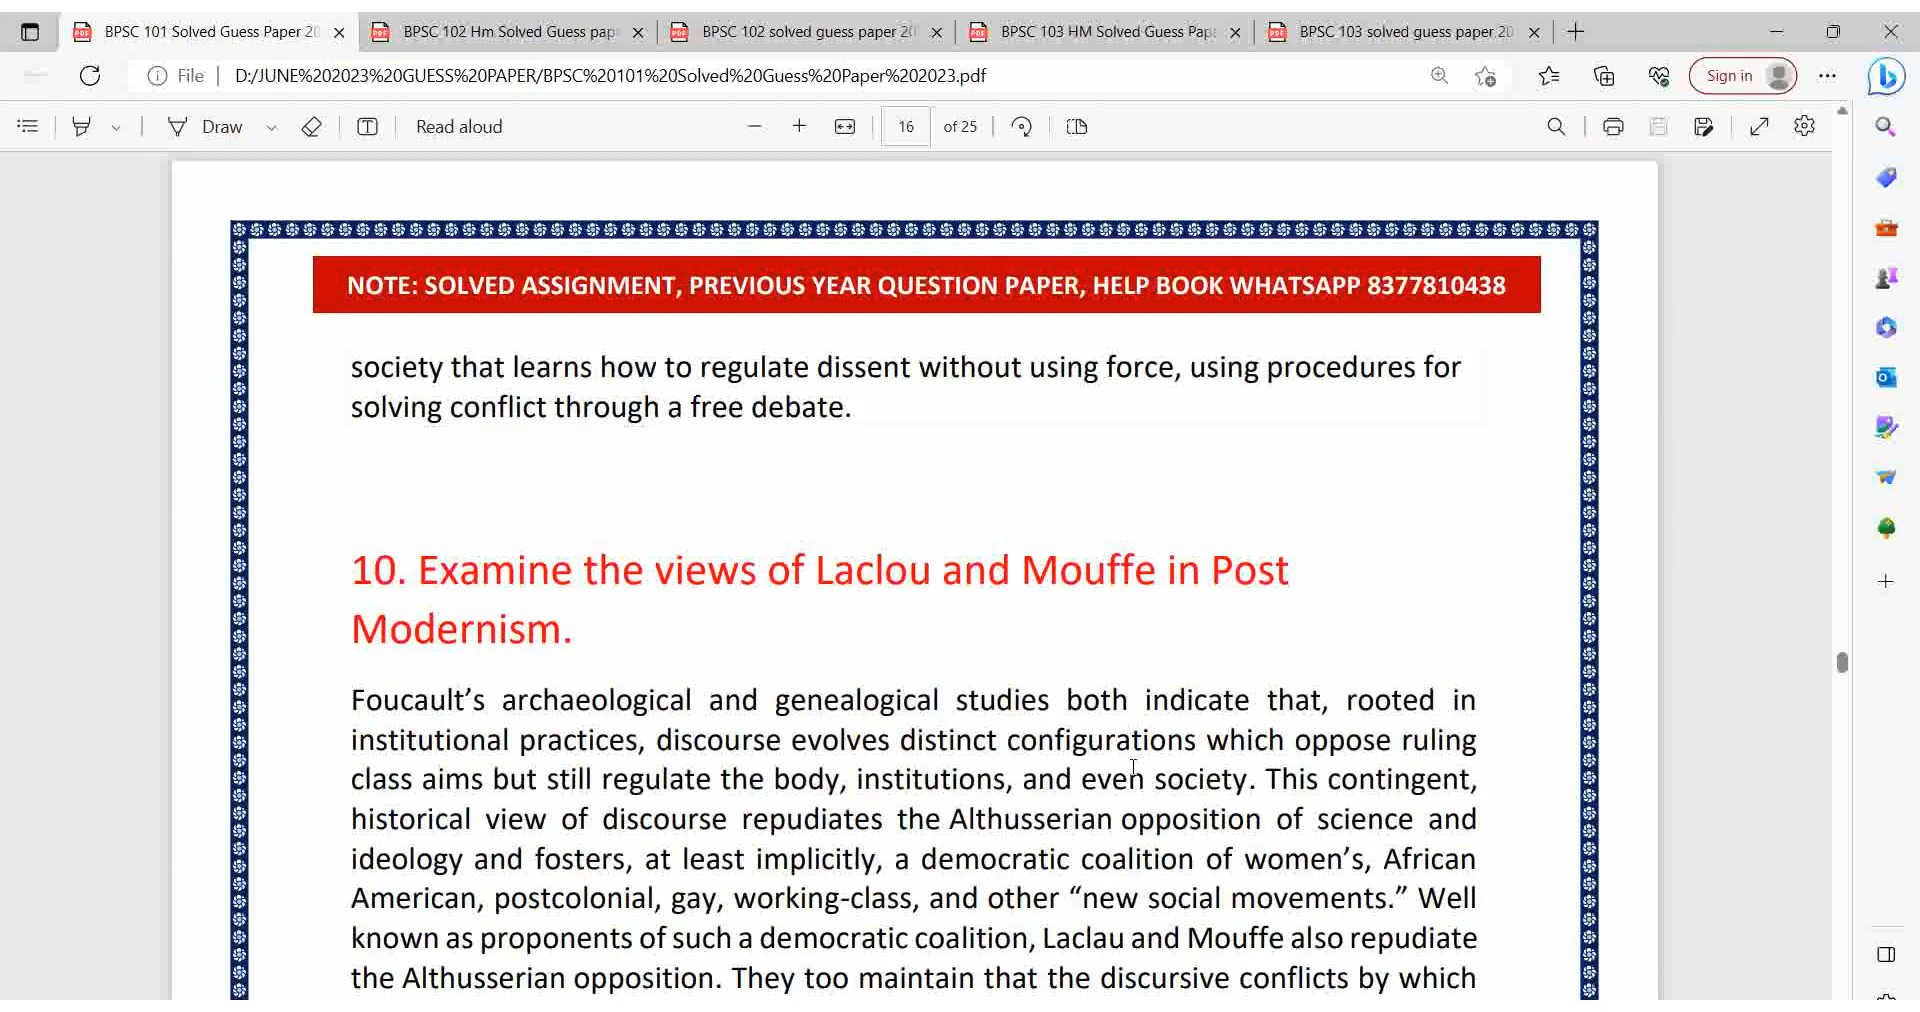 BPSC 101 Solved Guess Paper 20
BPSC 102 Hm Solved Guess pap
BPSC 102 solved guess paper 20
BPSC 103 HM Solved Guess Pap
BPSC 103 solved guess paper 20
File
D:/JUNE%202023%20GUESS%20PAPER/BPSC%20101%20Solved%20Guess%20Paper%202023.pdf
Sign in
Draw
Read aloud
16 of 25
NOTE: SOLVED ASSIGNMENT, PREVIOUS YEAR QUESTION PAPER, HELP BOOK WHATSAPP 8377810438
society that learns how to regulate dissent without using force, using procedures for
solving conflict through a free debate.
10. Examine the views of Laclou and Mouffe in Post
Modernism.
Foucault’s archaeological and genealogical studies both indicate that, rooted in
institutional practices, discourse evolves distinct configurations which oppose ruling
class aims but still regulate the body, institutions, and even society. This contingent,
historical view of discourse repudiates the Althusserian opposition of science and
ideology and fosters, at least implicitly, a democratic coalition of women’s, African
American, postcolonial, gay, working-class, and other “new social movements.” Well
known as proponents of such a democratic coalition, Laclau and Mouffe also repudiate
the Althusserian opposition. They too maintain that the discursive conflicts by which